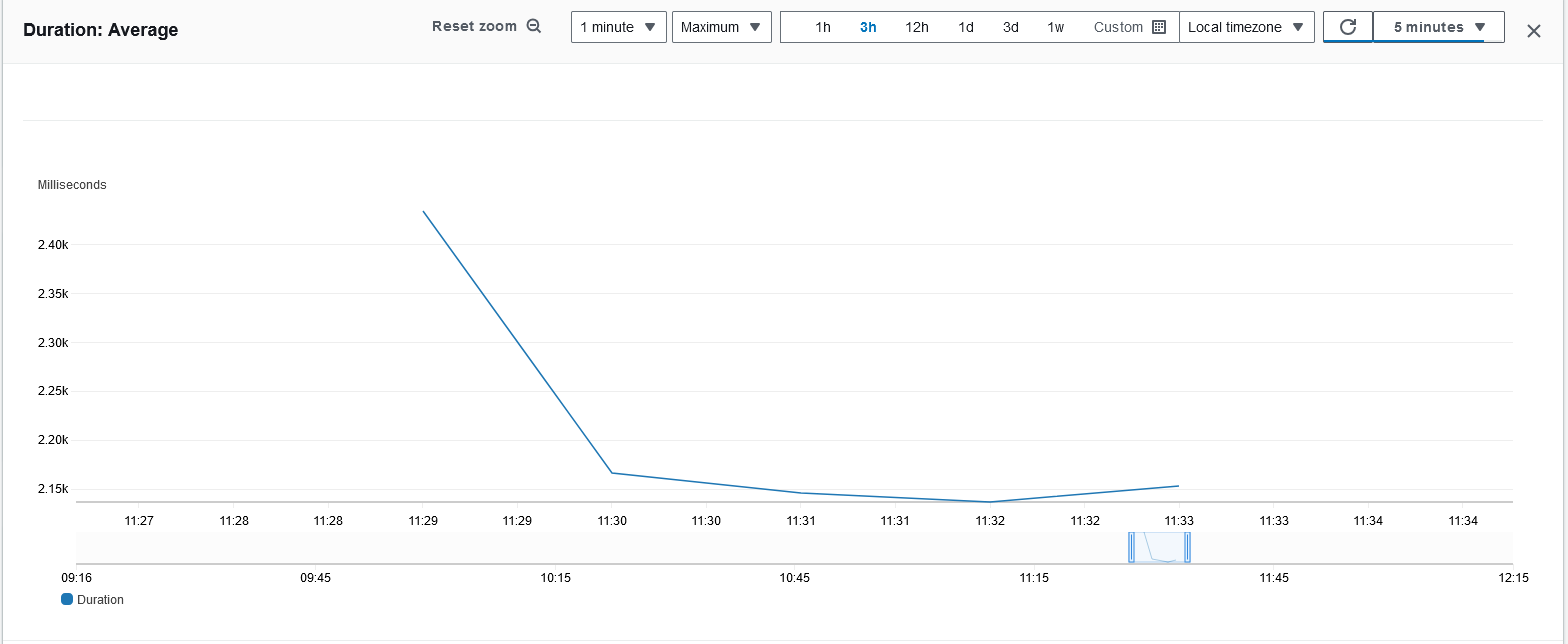 Duration: Average
Reset zoom
1 minute
Maximum
1h 3h 12h 1d 3d 1w Custom
Local timezone
5 minutes
Milliseconds
2.40k
2.35k
2.30k
2.25k
2.20k
2.15k
11:27 11:28 11:28 11:29 11:29 11:30 11:30 11:31 11:31 11:32 11:32 11:33 11:33 11:34 11:34
09:16 09:45 10:15 10:45 11:15 11:45 12:15
Duration